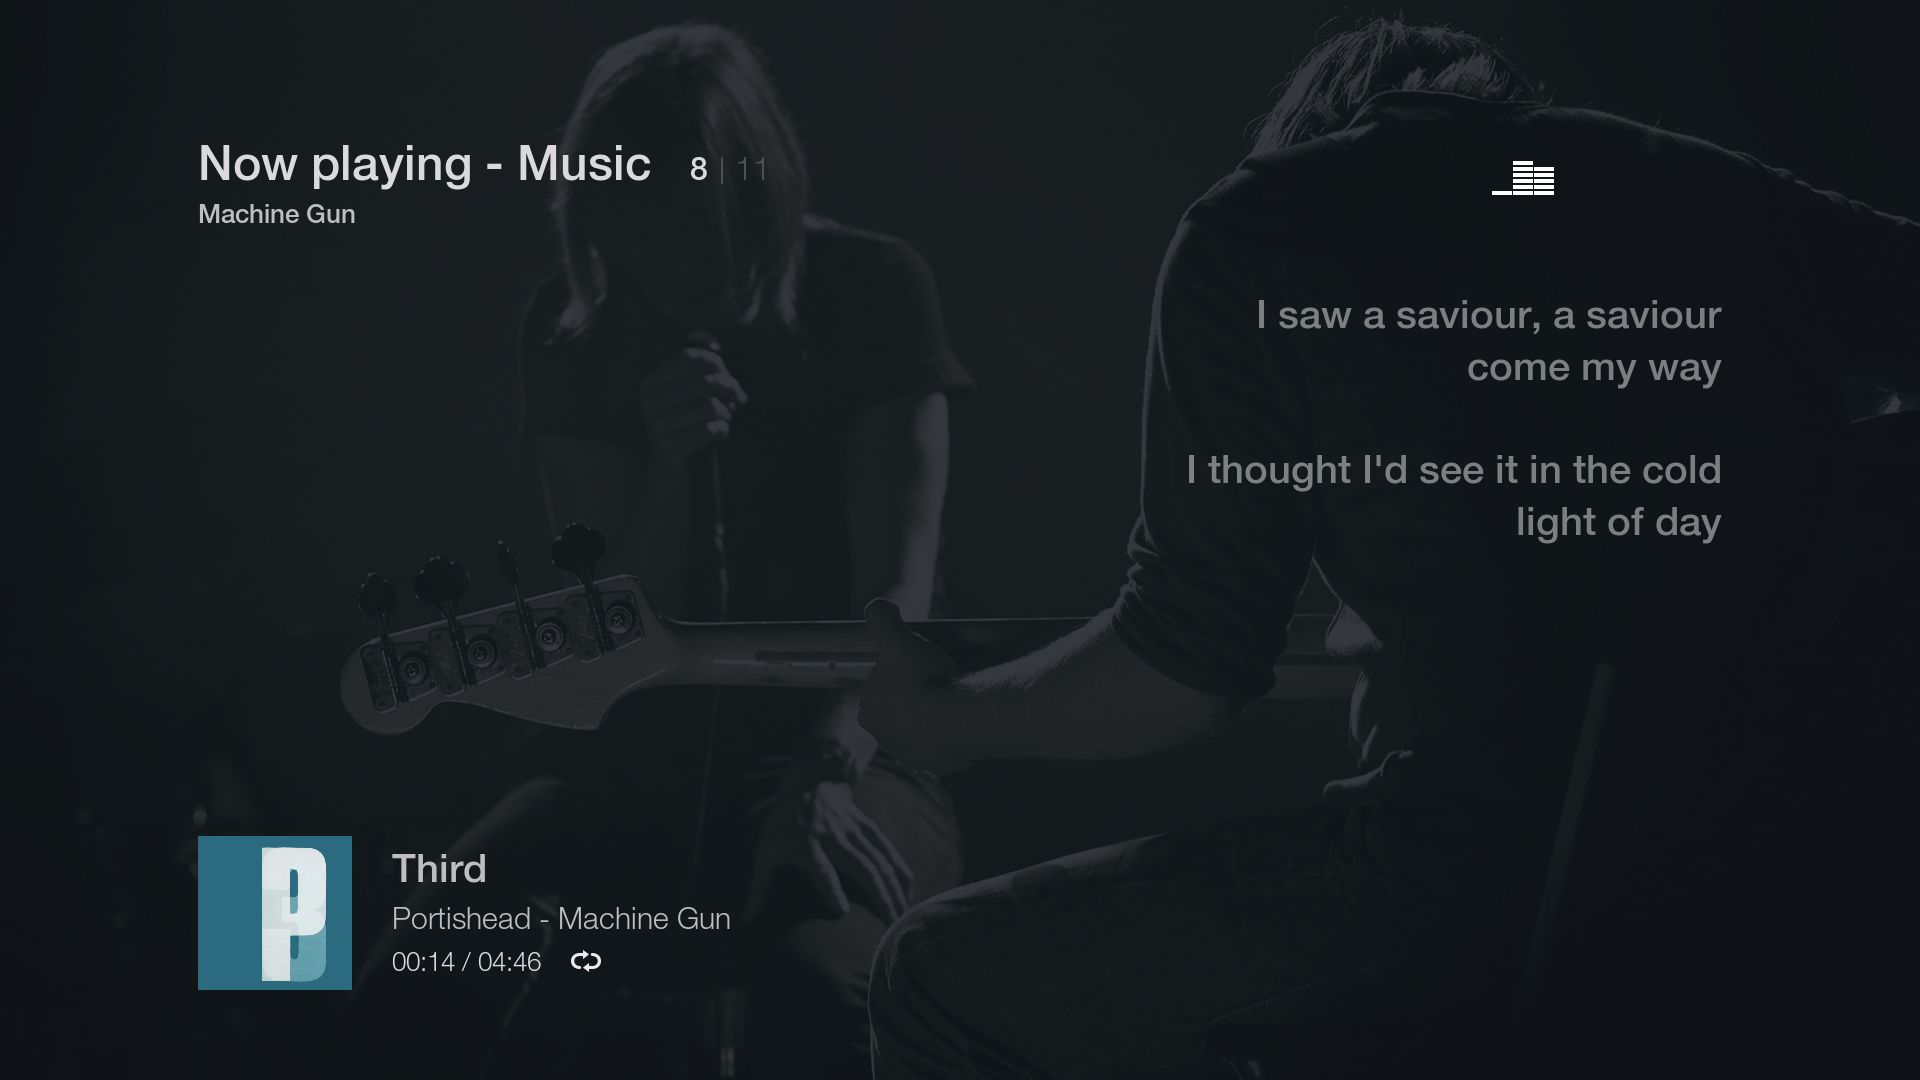 Now playing - Music 8 | 11
Machine Gun
I saw a saviour, a saviour
come my way
I thought I'd see it in the cold
light of day
P3
Third
Portishead - Machine Gun
00:14 / 04:46